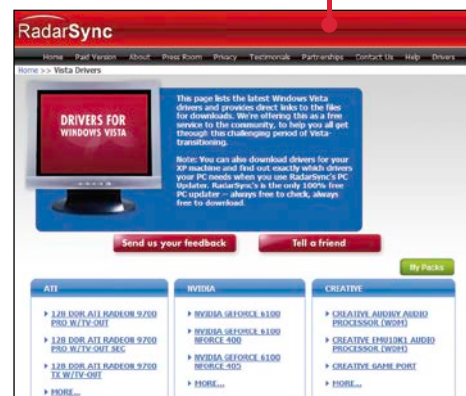 RadarSync
Home Paid Version About Press Room Privacy Testimonials Partnerships Contact Us Help Drivers
Home >> Vista Drivers
DRIVERS FOR
WINDOWS VISTA
This page lists the latest Windows Vista
drivers and provides direct links to the files
for downloads. We're offering this as a free
service to the community, to help you all get
through this challenging period of Vista-
transitioning.
Note: You can also download drivers for your
XP machine and find out exactly which drivers
your PC needs when you use RadarSync's PC
Updater. RadarSync's is the only 100% free
PC updater – always free to check, always
free to download.
Send us your feedback
Tell a friend
My Packs
ATI
128 DDR ATI RADEON 9700
PRO W/TV-OUT
128 DDR ATI RADEON 9700
PRO W/TV-OUT SEC
128 DDR ATI RADEON 9700
TX W/TV-OUT
MORE...
NVIDIA
NVIDIA GEFORCE 6100
NVIDIA GEFORCE 6100
NFORCE 400
NVIDIA GEFORCE 6100
NFORCE 405
MORE...
CREATIVE
CREATIVE AUDIGY AUDIO
PROCESSOR (WDM)
CREATIVE EMU10K1 AUDIO
PROCESSOR (WDM)
CREATIVE GAME PORT
MORE...